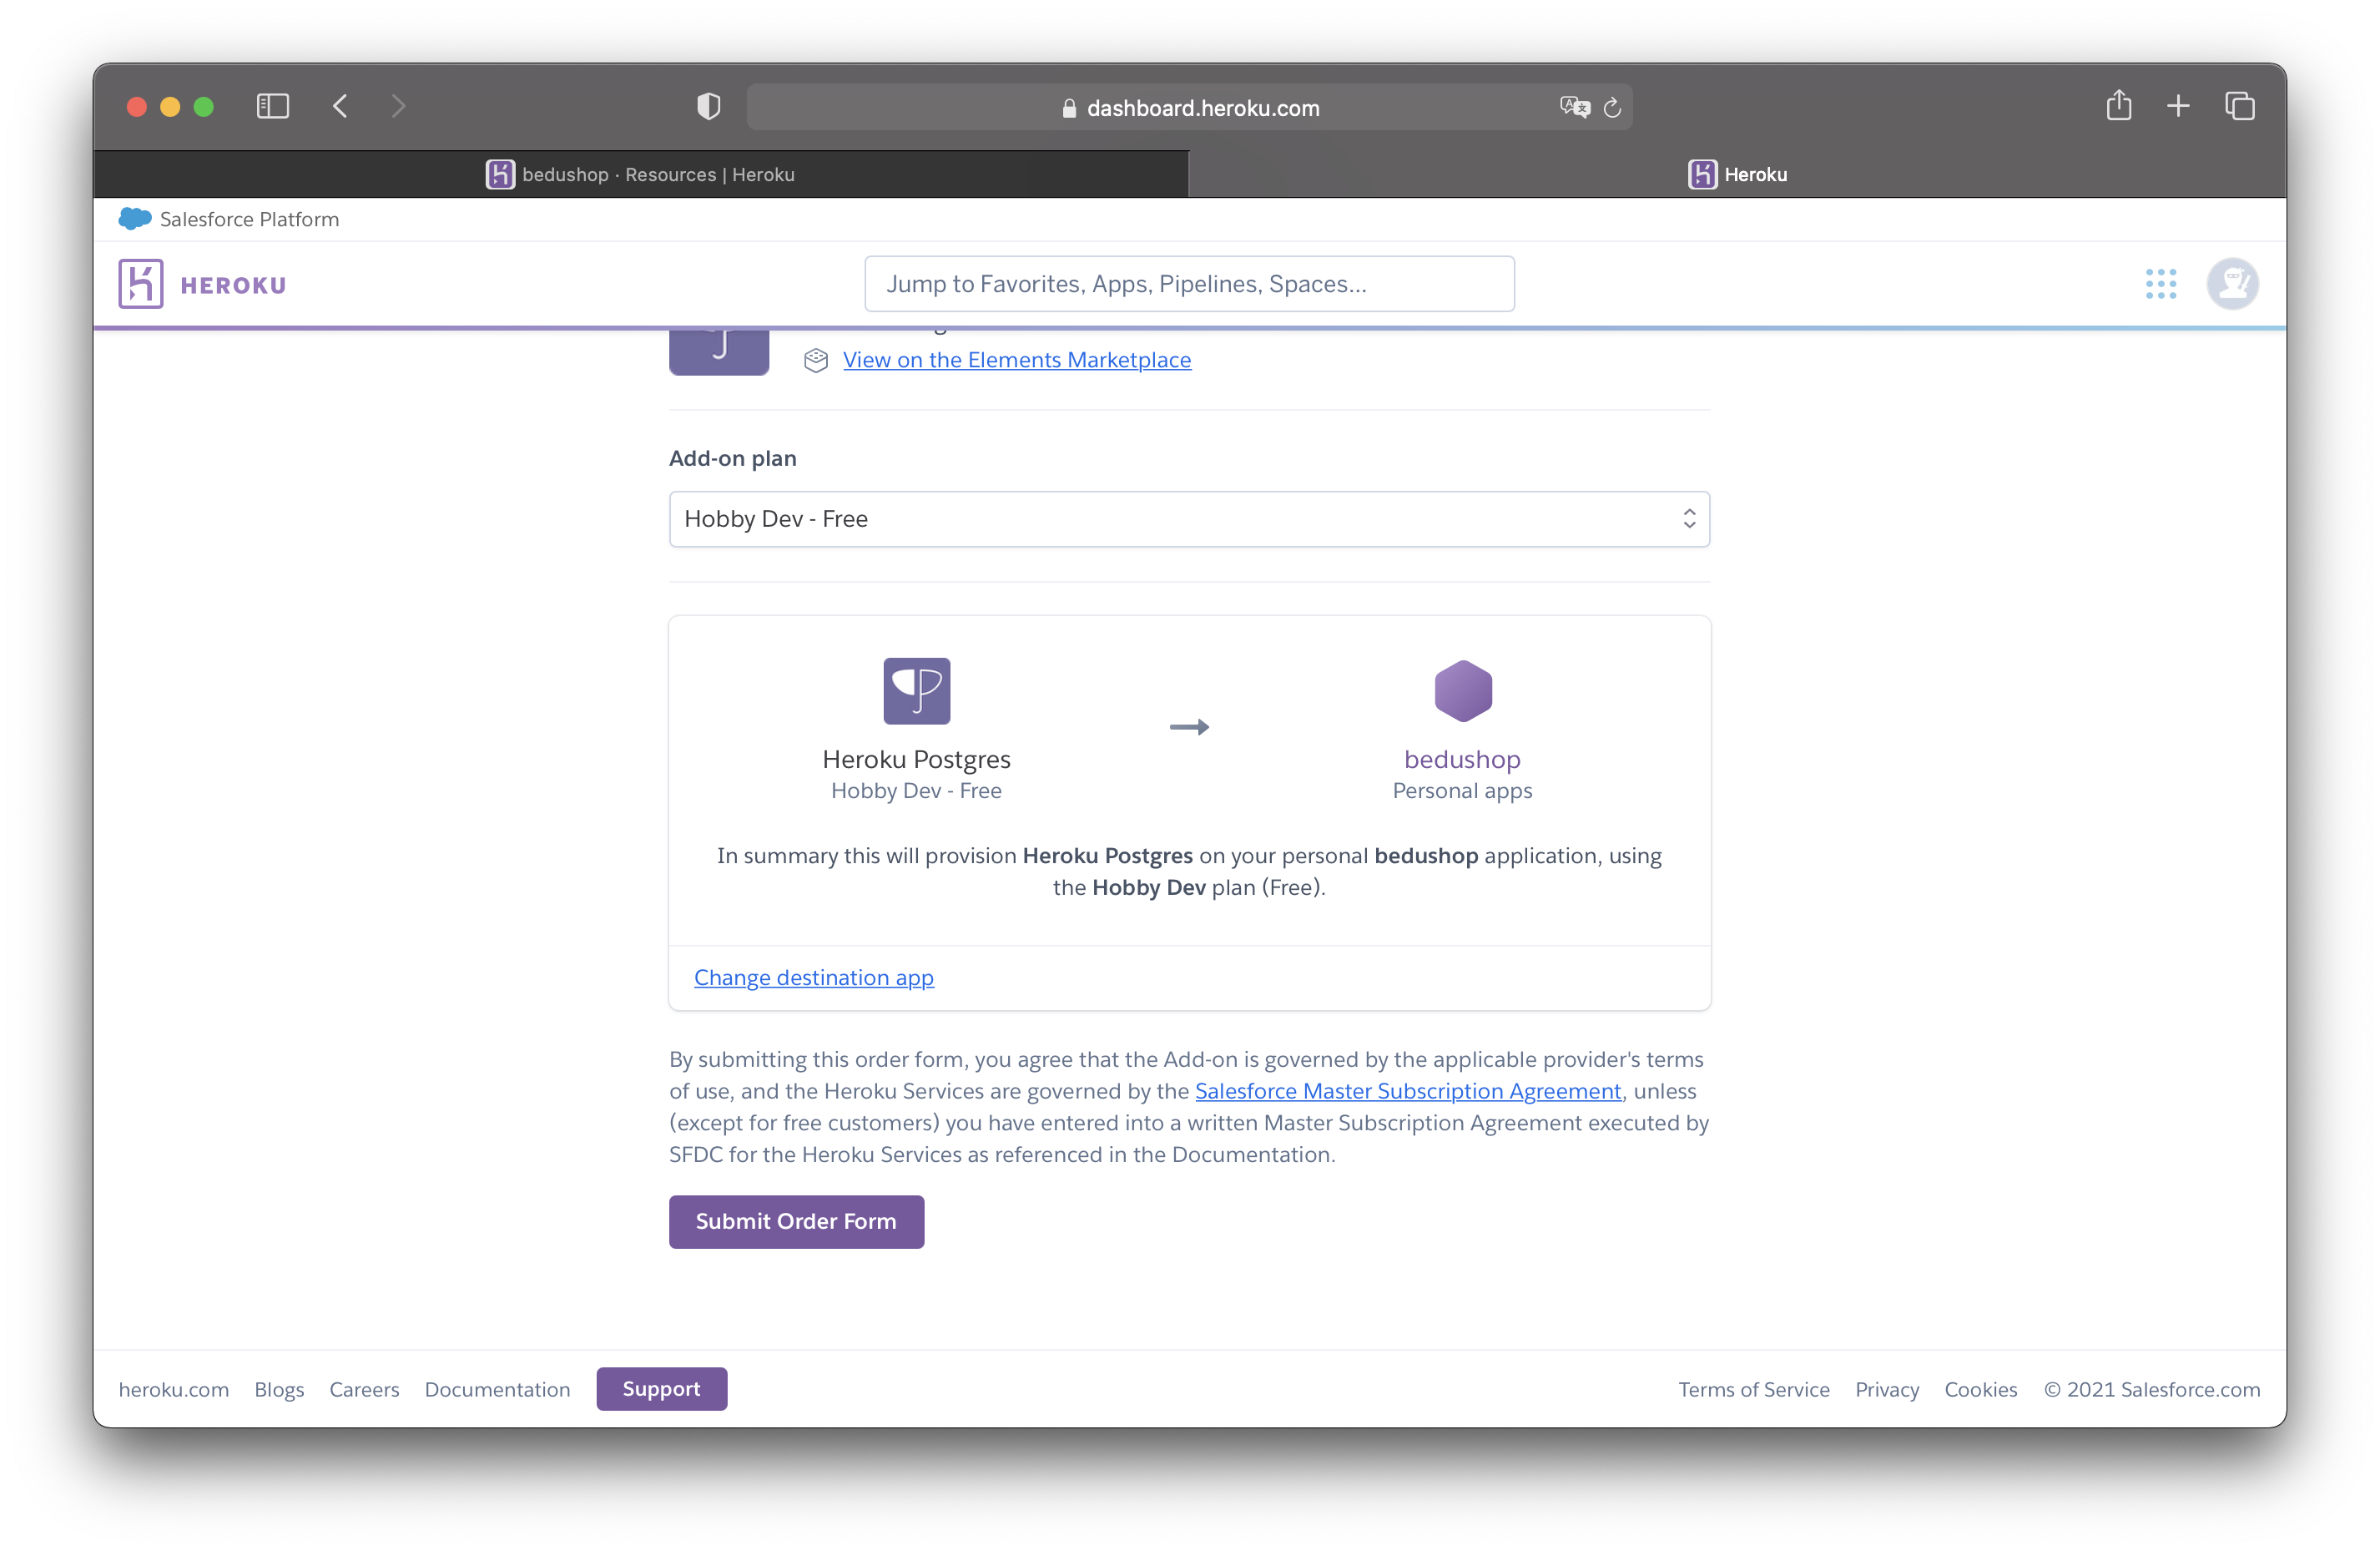 dashboard.heroku.com
bedushop · Resources | Heroku
Heroku
Salesforce Platform
HEROKU
Jump to Favorites, Apps, Pipelines, Spaces...
View on the Elements Marketplace
Add-on plan
Hobby Dev - Free
Heroku Postgres
Hobby Dev - Free
bedushop
Personal apps
In summary this will provision Heroku Postgres on your personal bedushop application, using
the Hobby Dev plan (Free).
Change destination app
By submitting this order form, you agree that the Add-on is governed by the applicable provider's terms
of use, and the Heroku Services are governed by the Salesforce Master Subscription Agreement, unless
(except for free customers) you have entered into a written Master Subscription Agreement executed by
SFDC for the Heroku Services as referenced in the Documentation.
Submit Order Form
heroku.com Blogs Careers Documentation Support
Terms of Service Privacy Cookies © 2021 Salesforce.com